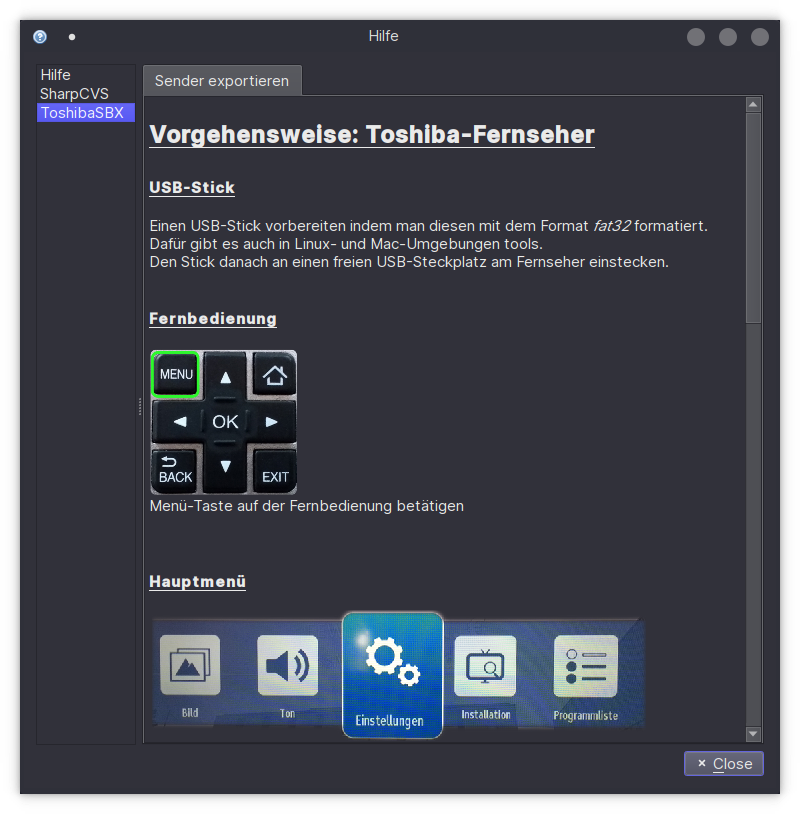 Hilfe
Hilfe
SharpCVS
ToshibaSBX
Sender exportieren
Vorgehensweise: Toshiba-Fernseher
USB-Stick
Einen USB-Stick vorbereiten indem man diesen mit dem Format fat32 formatiert.
Dafür gibt es auch in Linux- und Mac-Umgebungen tools.
Den Stick danach an einen freien USB-Steckplatz am Fernseher einstecken.
Fernbedienung
MENU
OK
BACK
EXIT
Menü-Taste auf der Fernbedienung betätigen
Hauptmenü
Bild
Ton
Einstellungen
Installation
Programmliste
Close